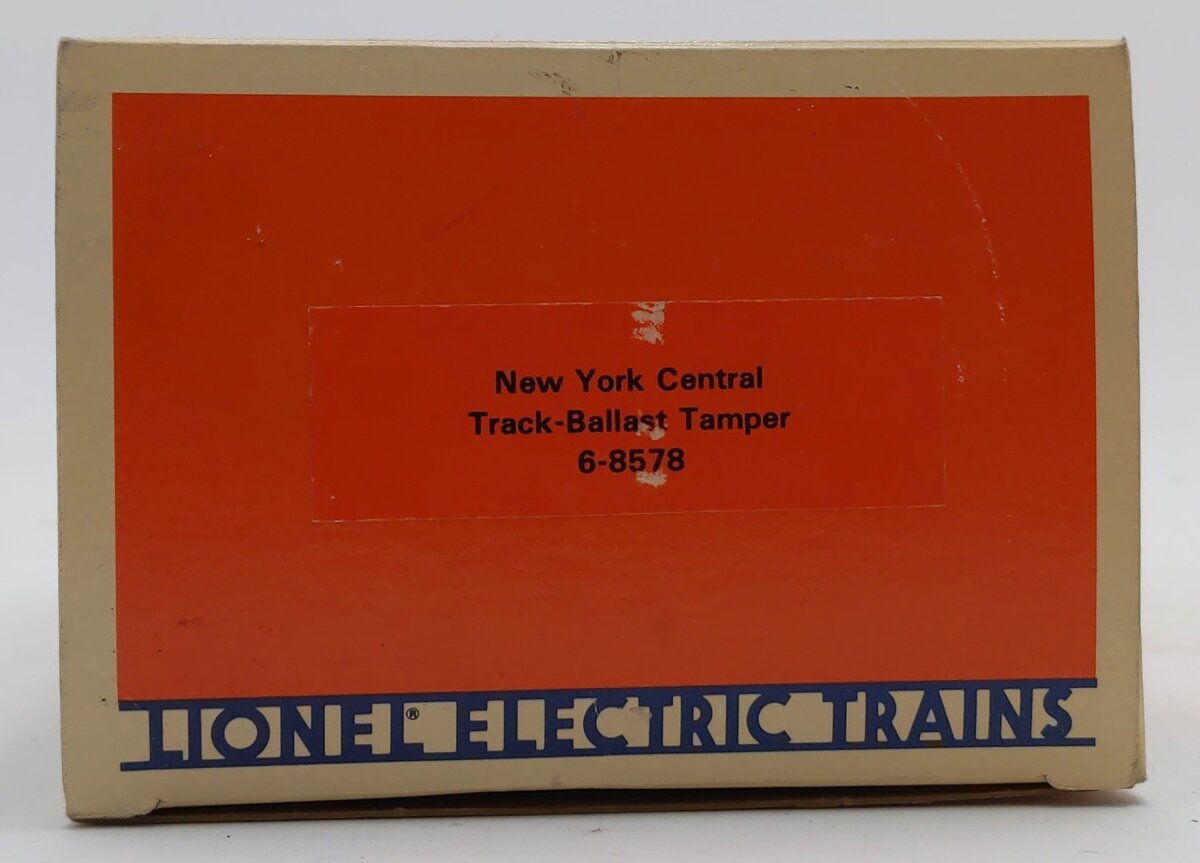 New York Central
Track-Ballast Tamper
6-8578
LIONEL® ELECTRIC TRAINS